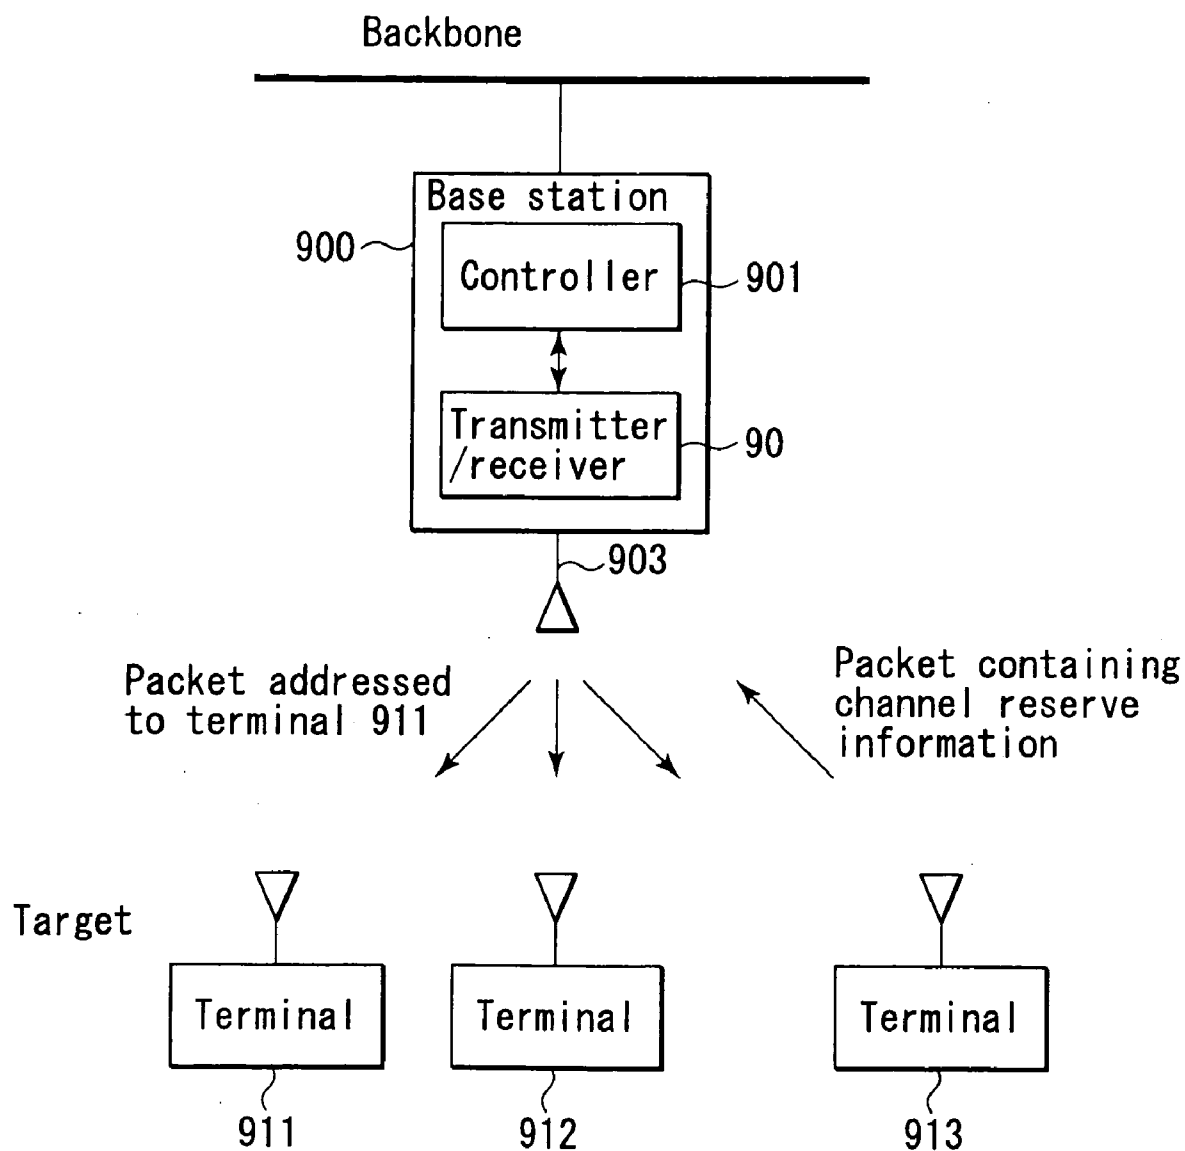 Backbone
Base station
900
Controller
901
Transmitter
/receiver
90
903
Packet addressed
to terminal 911
Packet containing
channel reserve
information
Target
Terminal
Terminal
Terminal
911
912
913